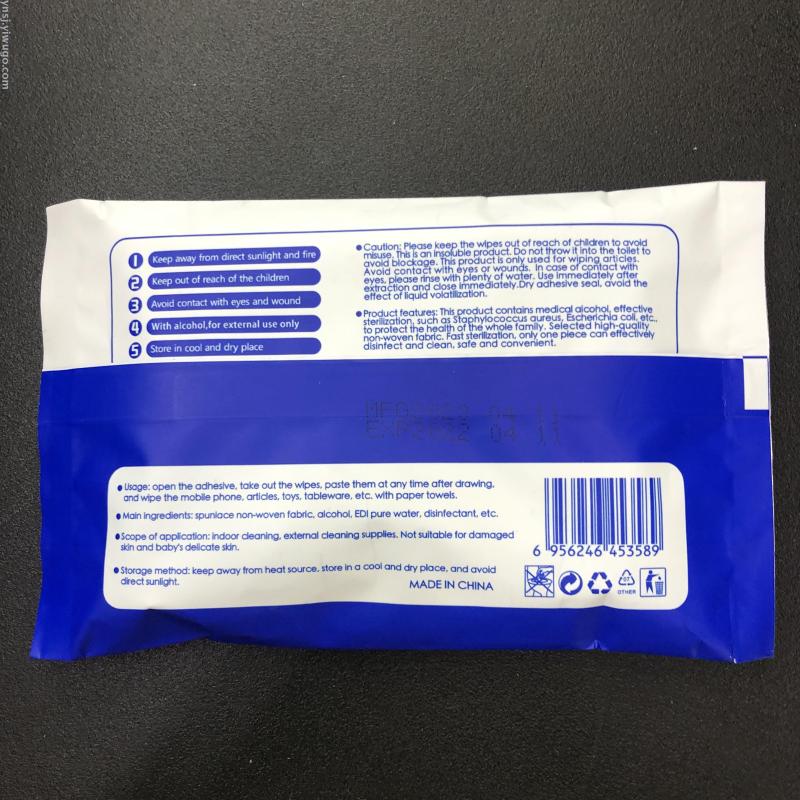 ynsj.yiwugo.com
1 Keep away from direct sunlight and fire
2 Keep out of reach of the children
3 Avoid contact with eyes and wound
4 With alcohol,for external use only
5 Store in cool and dry place
●Caution: Please keep the wipes out of reach of children to avoid
misuse. This is an insoluble product. Do not throw it into the toilet to
avoid blockage. This product is only used for wiping articles.
Avoid contact with eyes or wounds. In case of contact with
eyes, please rinse with plenty of water. Use immediately after
extraction and close immediately.Dry adhesive seal, avoid the
effect of liquid volatilization.
●Product features: This product contains medical alcohol, effective
sterilization, such as Staphylococcus aureus, Escherichia coli, etc.,
to protect the health of the whole family. Selected high-quality
non-woven fabric. Fast sterilization, only one piece can effectively
disinfect and clean, safe and convenient.
MFD2020 04 11
EXP2022 04 11
●Usage: open the adhesive, take out the wipes, paste them at any time after drawing,
and wipe the mobile phone, articles, toys, tableware, etc. with paper towels.
●Main ingredients: spunlace non-woven fabric, alcohol, EDI pure water, disinfectant, etc.
●Scope of application: indoor cleaning, external cleaning supplies. Not suitable for damaged
skin and baby's delicate skin.
●Storage method: keep away from heat source, store in a cool and dry place, and avoid
direct sunlight.
MADE IN CHINA
6 956246 453589
07
OTHER